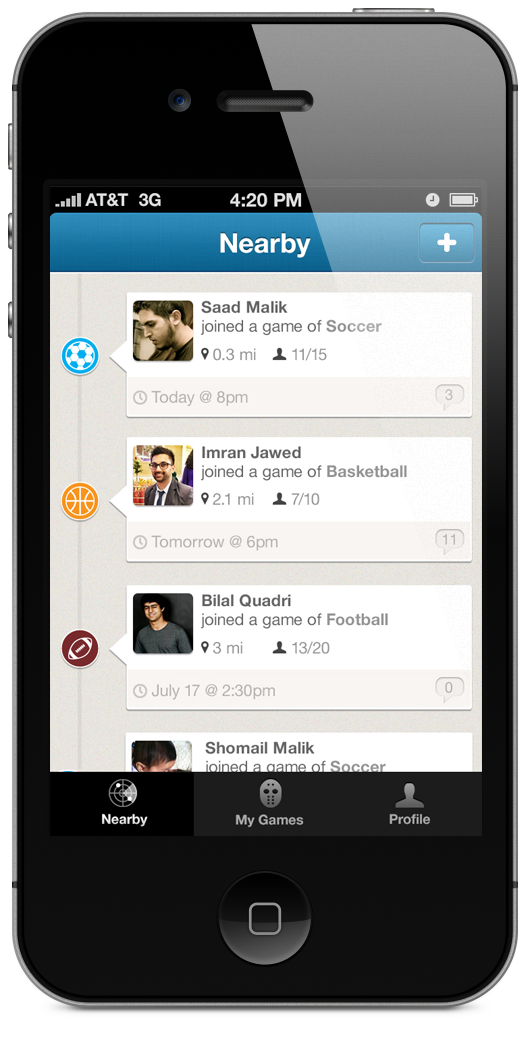 AT&T 3G 4:20 PM
Nearby
Saad Malik
joined a game of Soccer
0.3 mi 11/15
Today @ 8pm 3
Imran Jawed
joined a game of Basketball
2.1 mi 7/10
Tomorrow @ 6pm 11
Bilal Quadri
joined a game of Football
3 mi 13/20
July 17 @ 2:30pm 0
Shomail Malik
joined a game of Soccer
Nearby My Games Profile